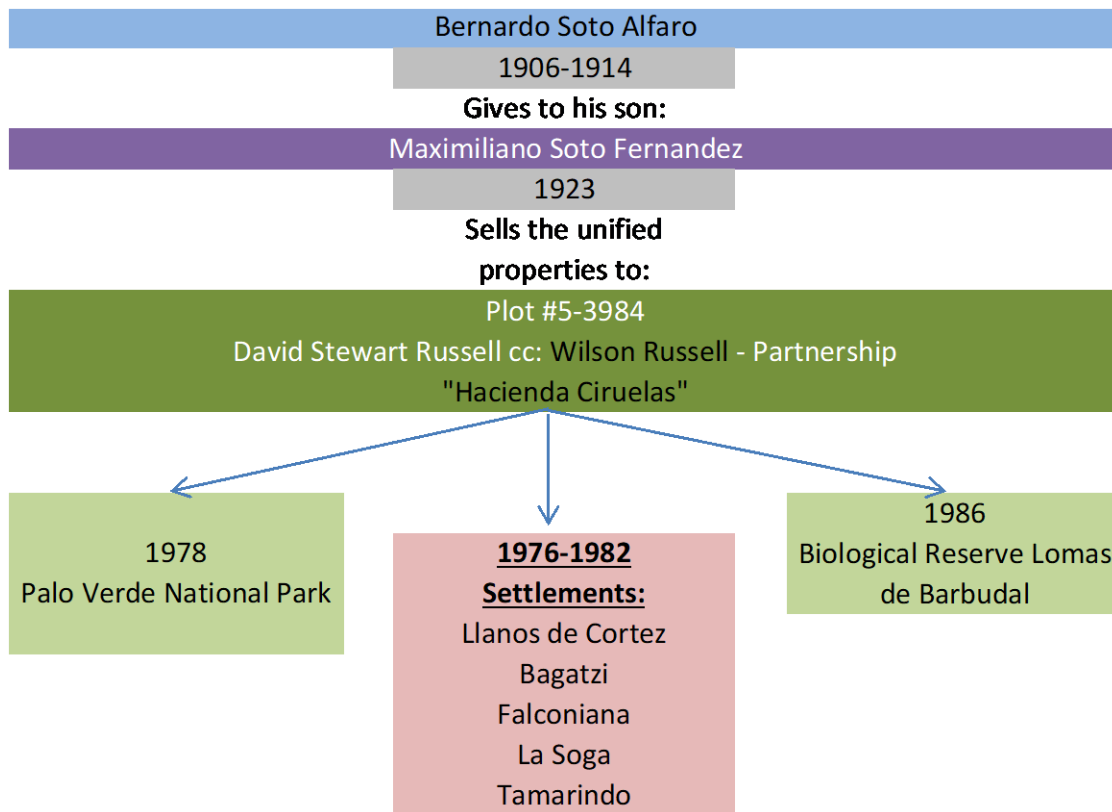 Bernardo Soto Alfaro
1906-1914
Gives to his son:
Maximiliano Soto Fernandez
1923
Sells the unified
properties to:
Plot #5-3984
David Stewart Russell cc: Wilson Russell - Partnership
"Hacienda Ciruelas"
1978
Palo Verde National Park
1976-1982
Settlements:
Llanos de Cortez
Bagatzi
Falconiana
La Soga
Tamarindo
1986
Biological Reserve Lomas
de Barbudal